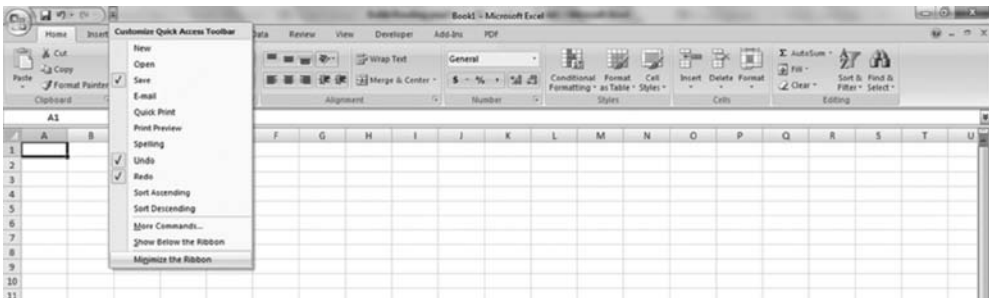 Book1 - Microsoft Excel
Home Insert Data Review View Developer Add-Ins PDF
Customize Quick Access Toolbar
New
Open
Save
E-mail
Quick Print
Print Preview
Spelling
Undo
Redo
Sort Ascending
Sort Descending
More Commands...
Show Below the Ribbon
Minimize the Ribbon
Paste
Cut
Copy
Format Painter
Clipboard
Wrap Text
Merge & Center
Alignment
General
$ % ,
Number
Conditional Formatting
Format as Table
Cell Styles
Styles
Insert Delete Format
Cells
Σ AutoSum
Fill
Clear
Sort & Filter
Find & Select
Editing
A1
A B F G H I J K L M N O P Q R S T U
1
2
3
4
5
6
7
8
9
10
11